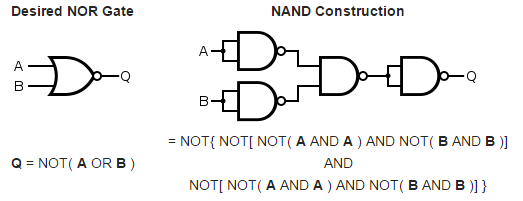 Desired NOR Gate
NAND Construction
A
B
Q
A
B
Q
Q = NOT( A OR B )
= NOT{ NOT[ NOT( A AND A ) AND NOT( B AND B )]
AND
NOT[ NOT( A AND A ) AND NOT( B AND B )] }